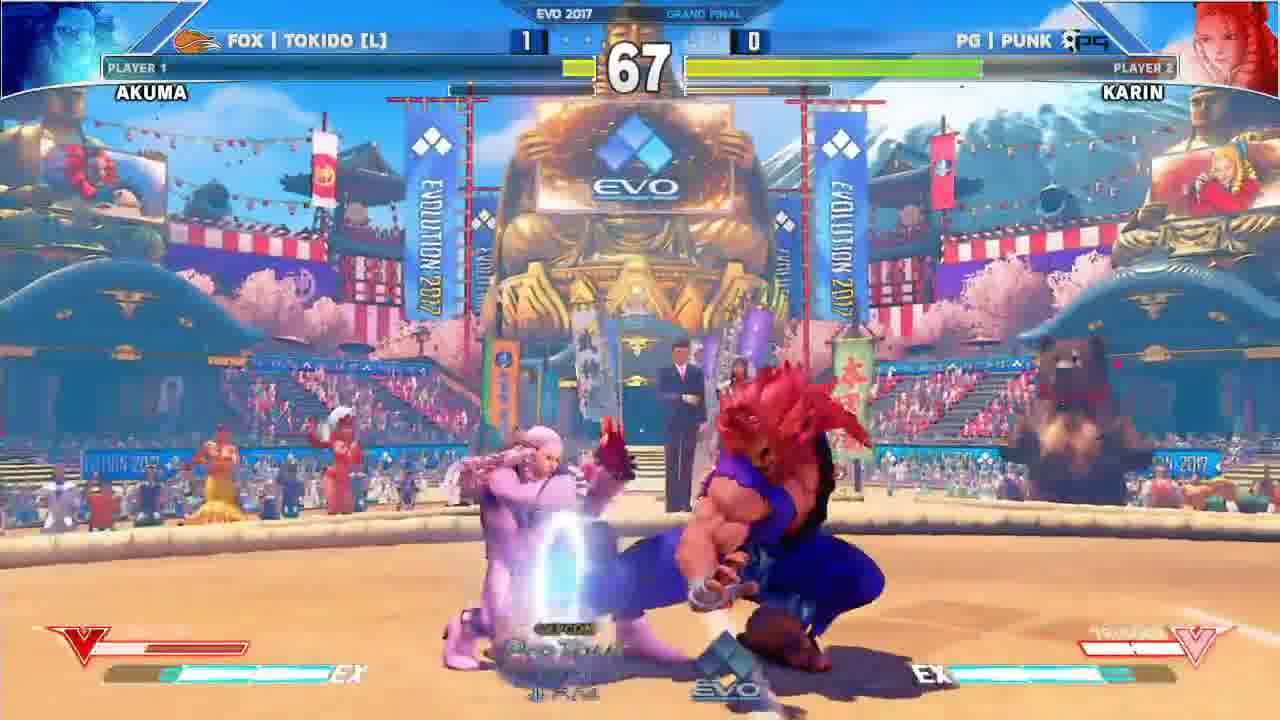 EVO 2017 GRAND FINAL
FOX | TOKIDO [L] 1 67 0 PG | PUNK
PLAYER 1 PLAYER 2
AKUMA KARIN
EVO
EVOLUTION 2017
EVOLUTION 2017
EX EX
EVO